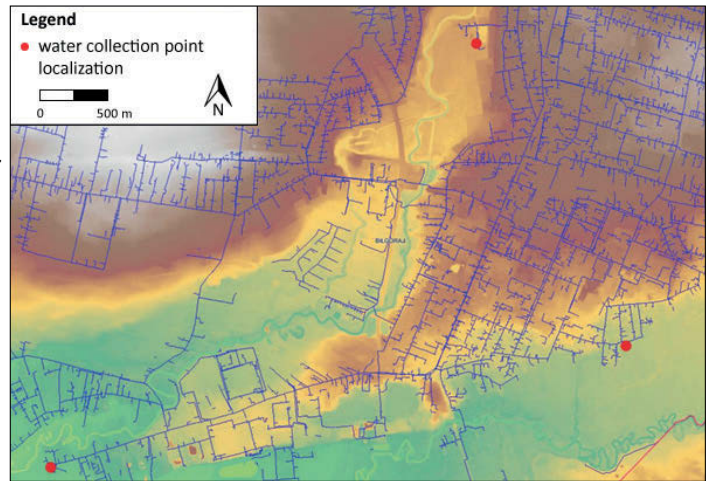 Legend
water collection point
localization
0 500 m
N
BIŁGORAJ